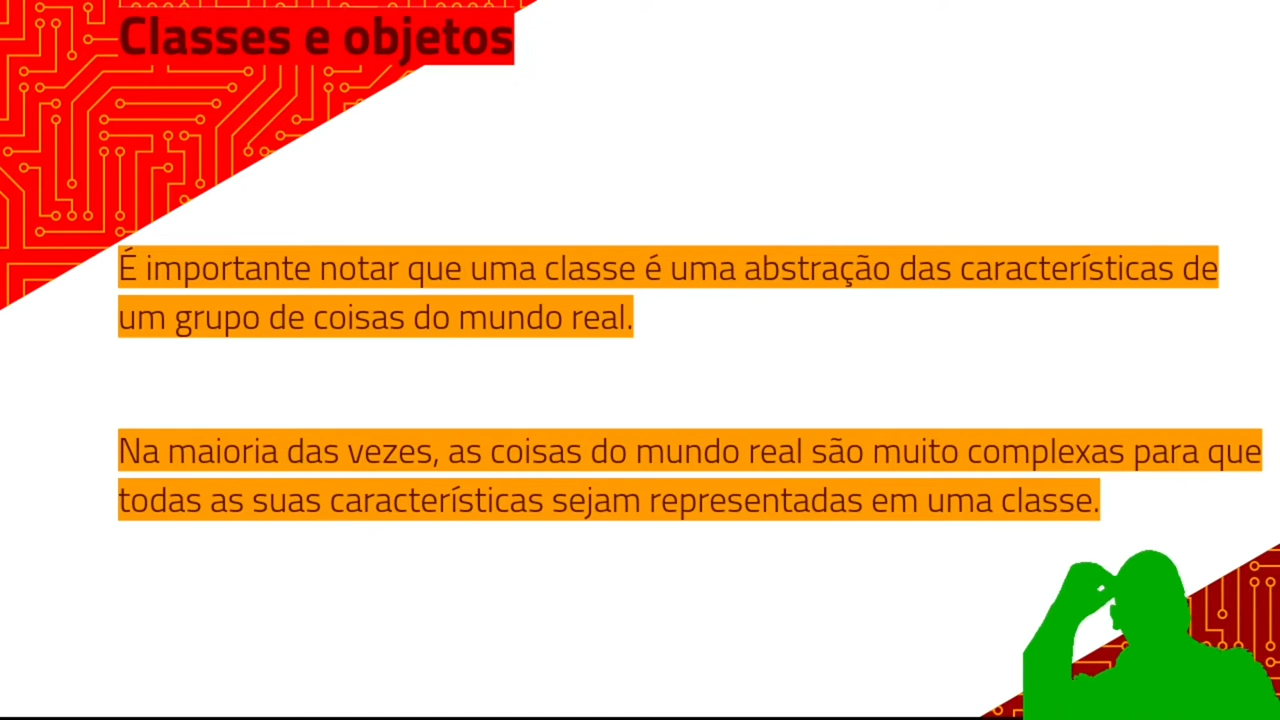 Classes e objetos
É importante notar que uma classe é uma abstração das características de
um grupo de coisas do mundo real.
Na maioria das vezes, as coisas do mundo real são muito complexas para que
todas as suas características sejam representadas em uma classe.